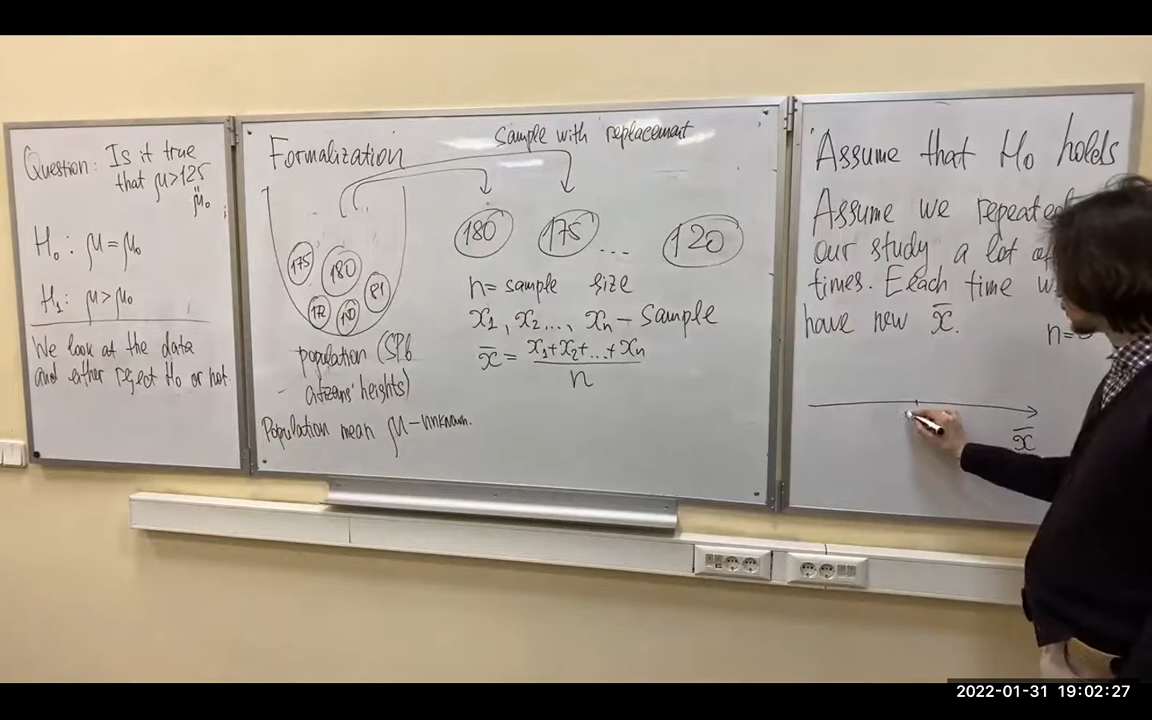 Question: Is it true
that μ>125
"
μ₀
H₀: μ = μ₀
H₁: μ > μ₀
We look at the data
and either reject H₀ or not.
Formalization
Sample with replacement
175 180 172 190 81
population (SPb
citizens' heights)
Population mean μ - unknown.
180 175 ... 120
n = sample size
x₁, x₂..., xₙ - sample
x̄ = (x₁+x₂+...+xₙ)/n
Assume that H₀ holds
Assume we repeated
our study a lot of
times. Each time w
have new x̄.
n=
x̄
2022-01-31 19:02:27